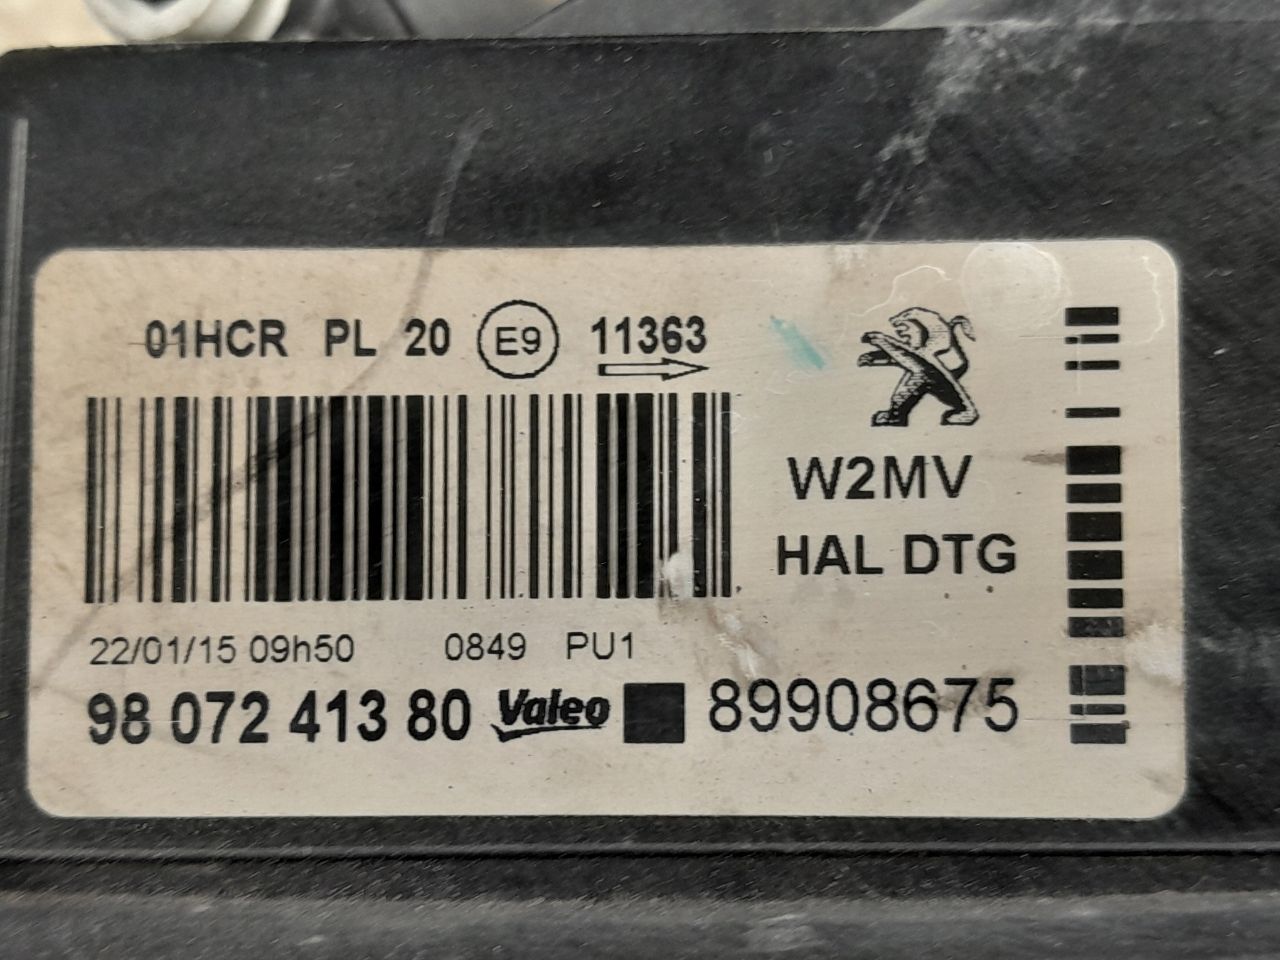 01HCR PL 20 E9 11363
W2MV
HAL DTG
22/01/15 09h50 0849 PU1
98 072 413 80 Valeo 89908675